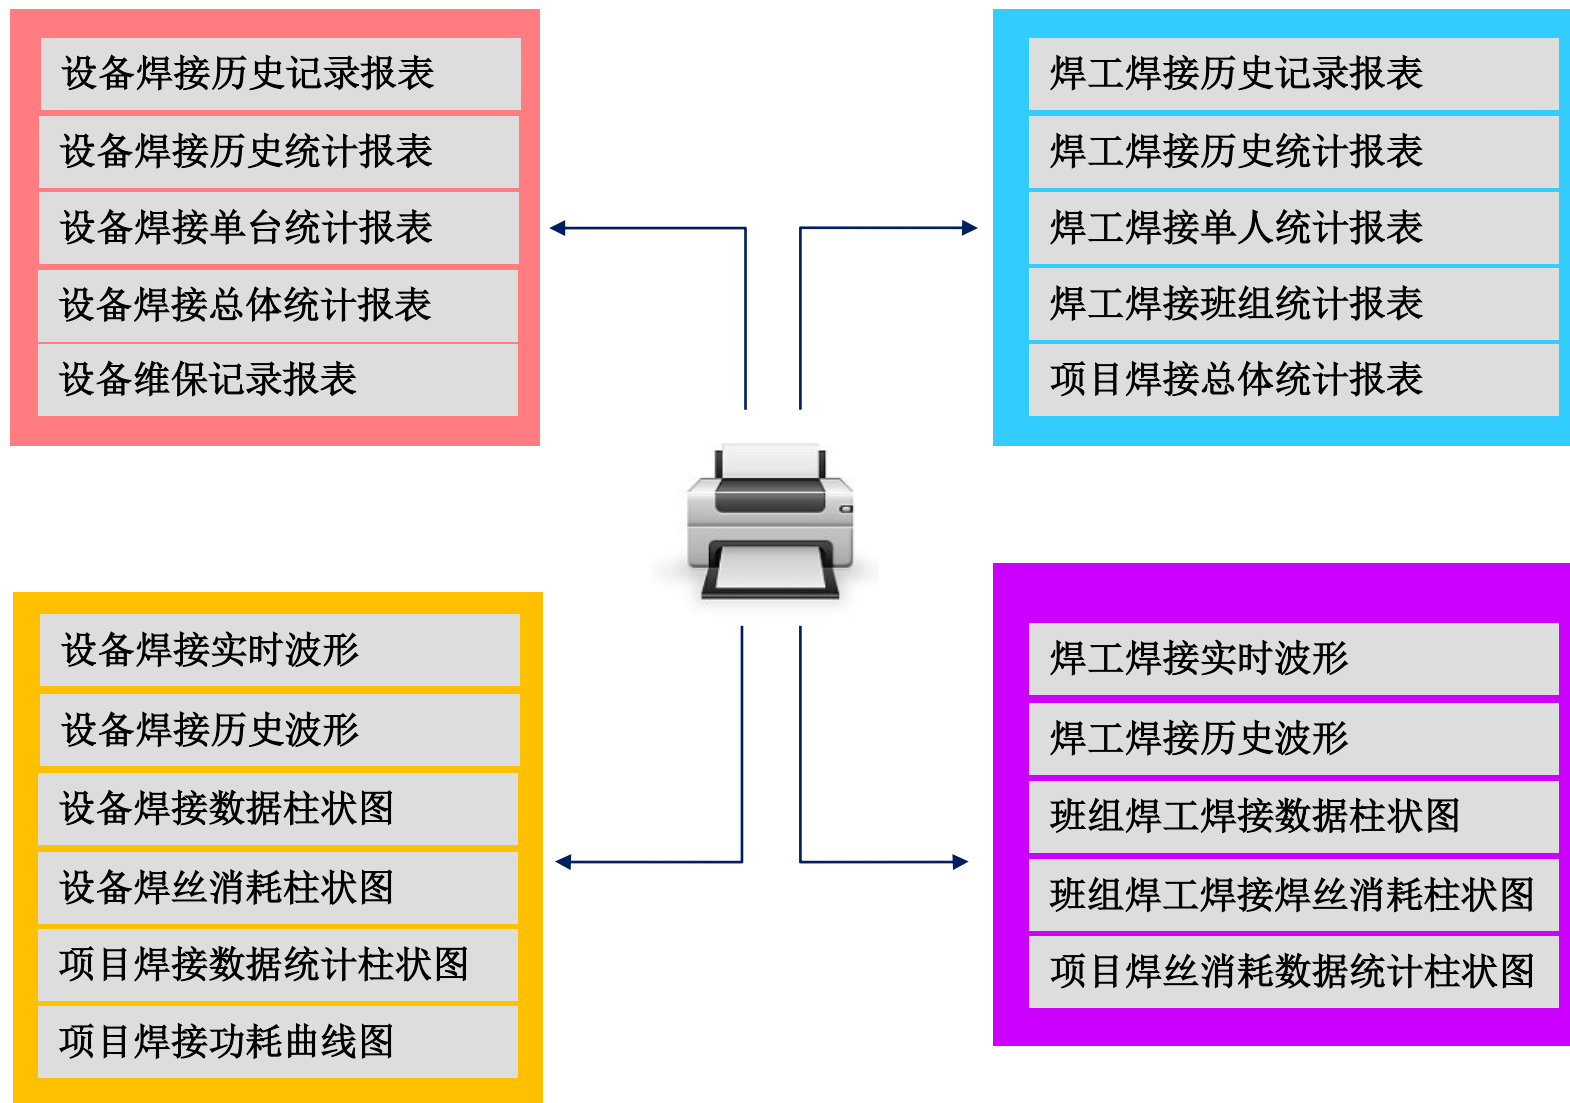 设备焊接历史记录报表
设备焊接历史统计报表
设备焊接单台统计报表
设备焊接总体统计报表
设备维保记录报表
焊工焊接历史记录报表
焊工焊接历史统计报表
焊工焊接单人统计报表
焊工焊接班组统计报表
项目焊接总体统计报表
设备焊接实时波形
设备焊接历史波形
设备焊接数据柱状图
设备焊丝消耗柱状图
项目焊接数据统计柱状图
项目焊接功耗曲线图
焊工焊接实时波形
焊工焊接历史波形
班组焊工焊接数据柱状图
班组焊工焊接焊丝消耗柱状图
项目焊丝消耗数据统计柱状图